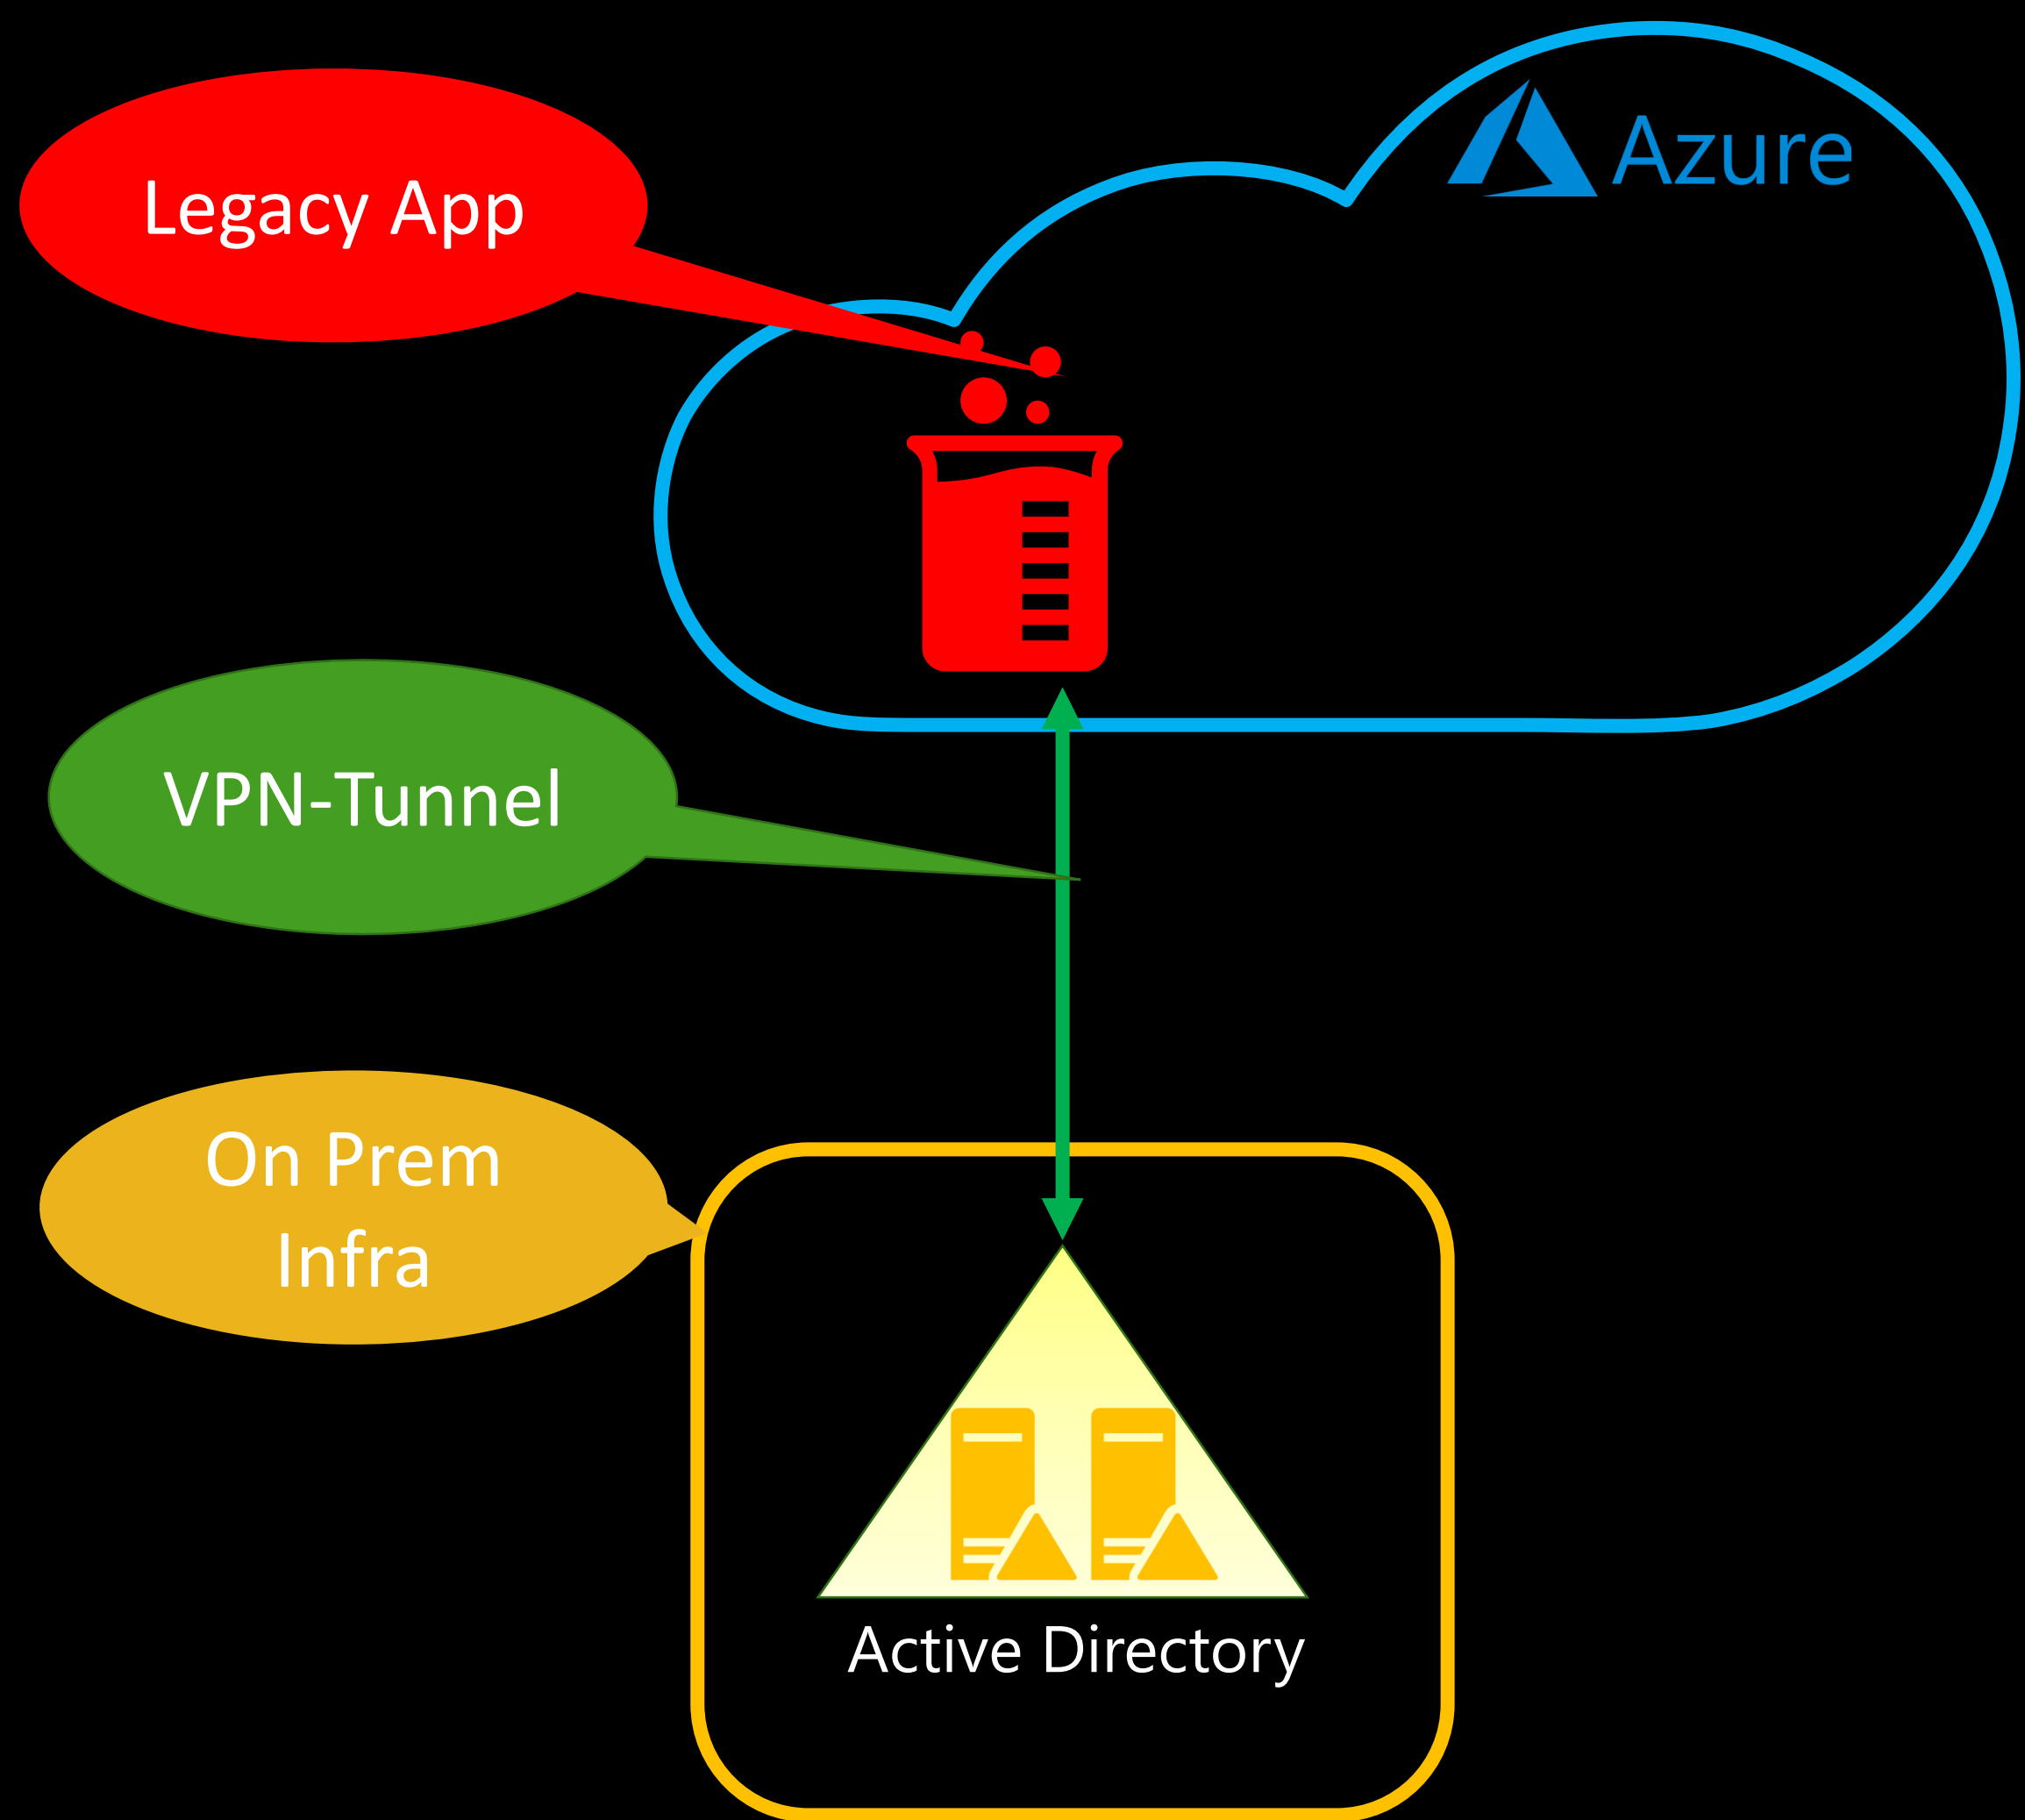 Azure
Legacy App
VPN-Tunnel
On Prem
Infra
Active Directory